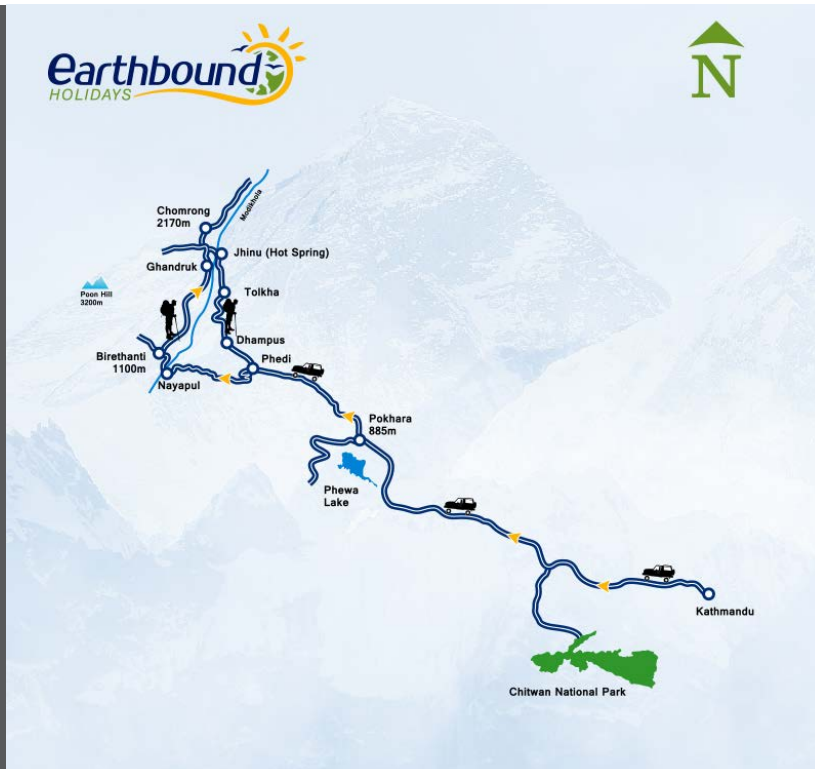 earthbound
HOLIDAYS
N
Modikhola
Chomrong
2170m
Jhinu (Hot Spring)
Ghandruk
Poon Hill
3200m
Tolkha
Dhampus
Birethanti
1100m
Phedi
Nayapul
Pokhara
885m
Phewa
Lake
Kathmandu
Chitwan National Park